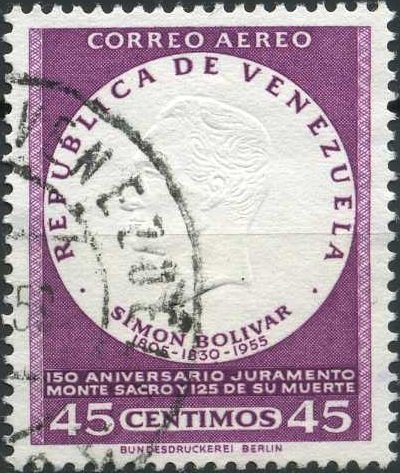 CORREO AEREO
· REPUBLICA DE VENEZUELA ·
SIMON BOLIVAR
1805-1830-1955
150 ANIVERSARIO JURAMENTO
MONTE SACRO Y 125 DE SU MUERTE
45 CENTIMOS 45
BUNDESDRUCKEREI BERLIN
VENEZUELA